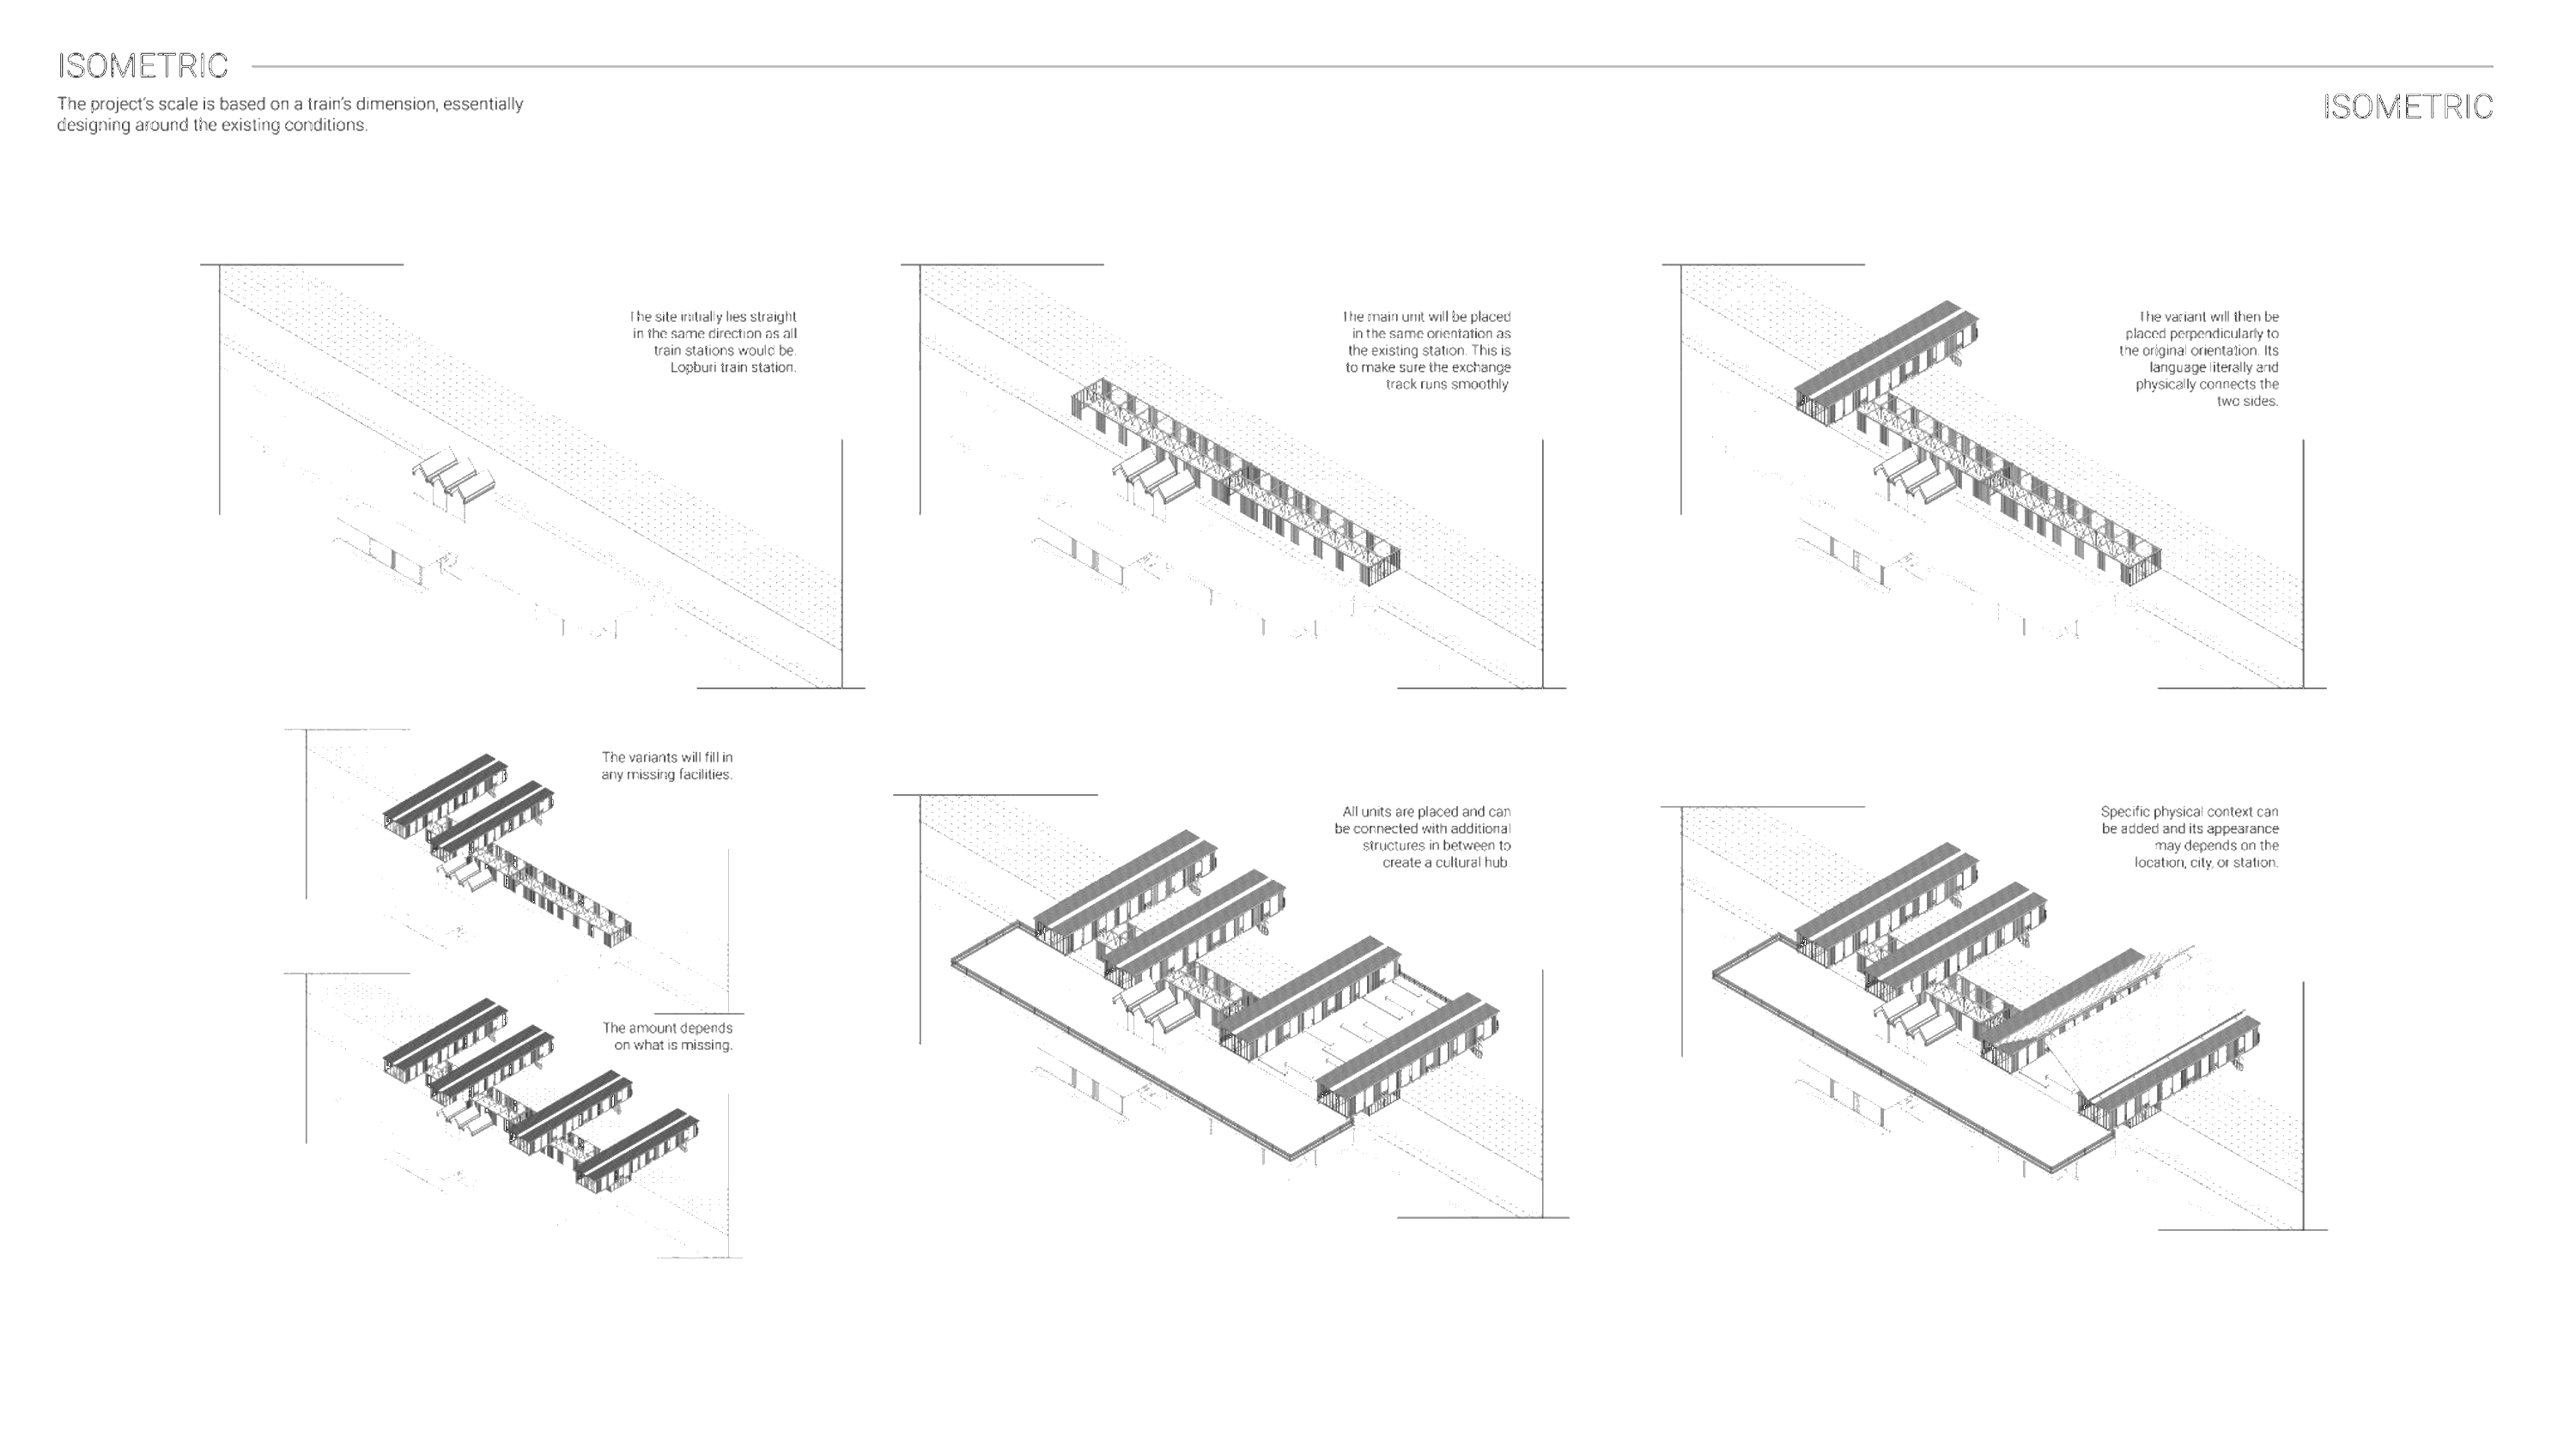 ISOMETRIC
The project's scale is based on a train's dimension, essentially
designing around the existing conditions.
ISOMETRIC
The site initially lies straight
in the same direction as all
train stations would be.
Lopburi train station.
The main unit will be placed
in the same orientation as
the existing station. This is
to make sure the exchange
track runs smoothly
The variant will then be
placed perpendicularly to
the original orientation. Its
language literally and
physically connects the
two sides.
The variants will fill in
any missing facilities.
The amount depends
on what is missing.
All units are placed and can
be connected with additional
structures in between to
create a cultural hub.
Specific physical context can
be added and its appearance
may depends on the
location, city, or station.